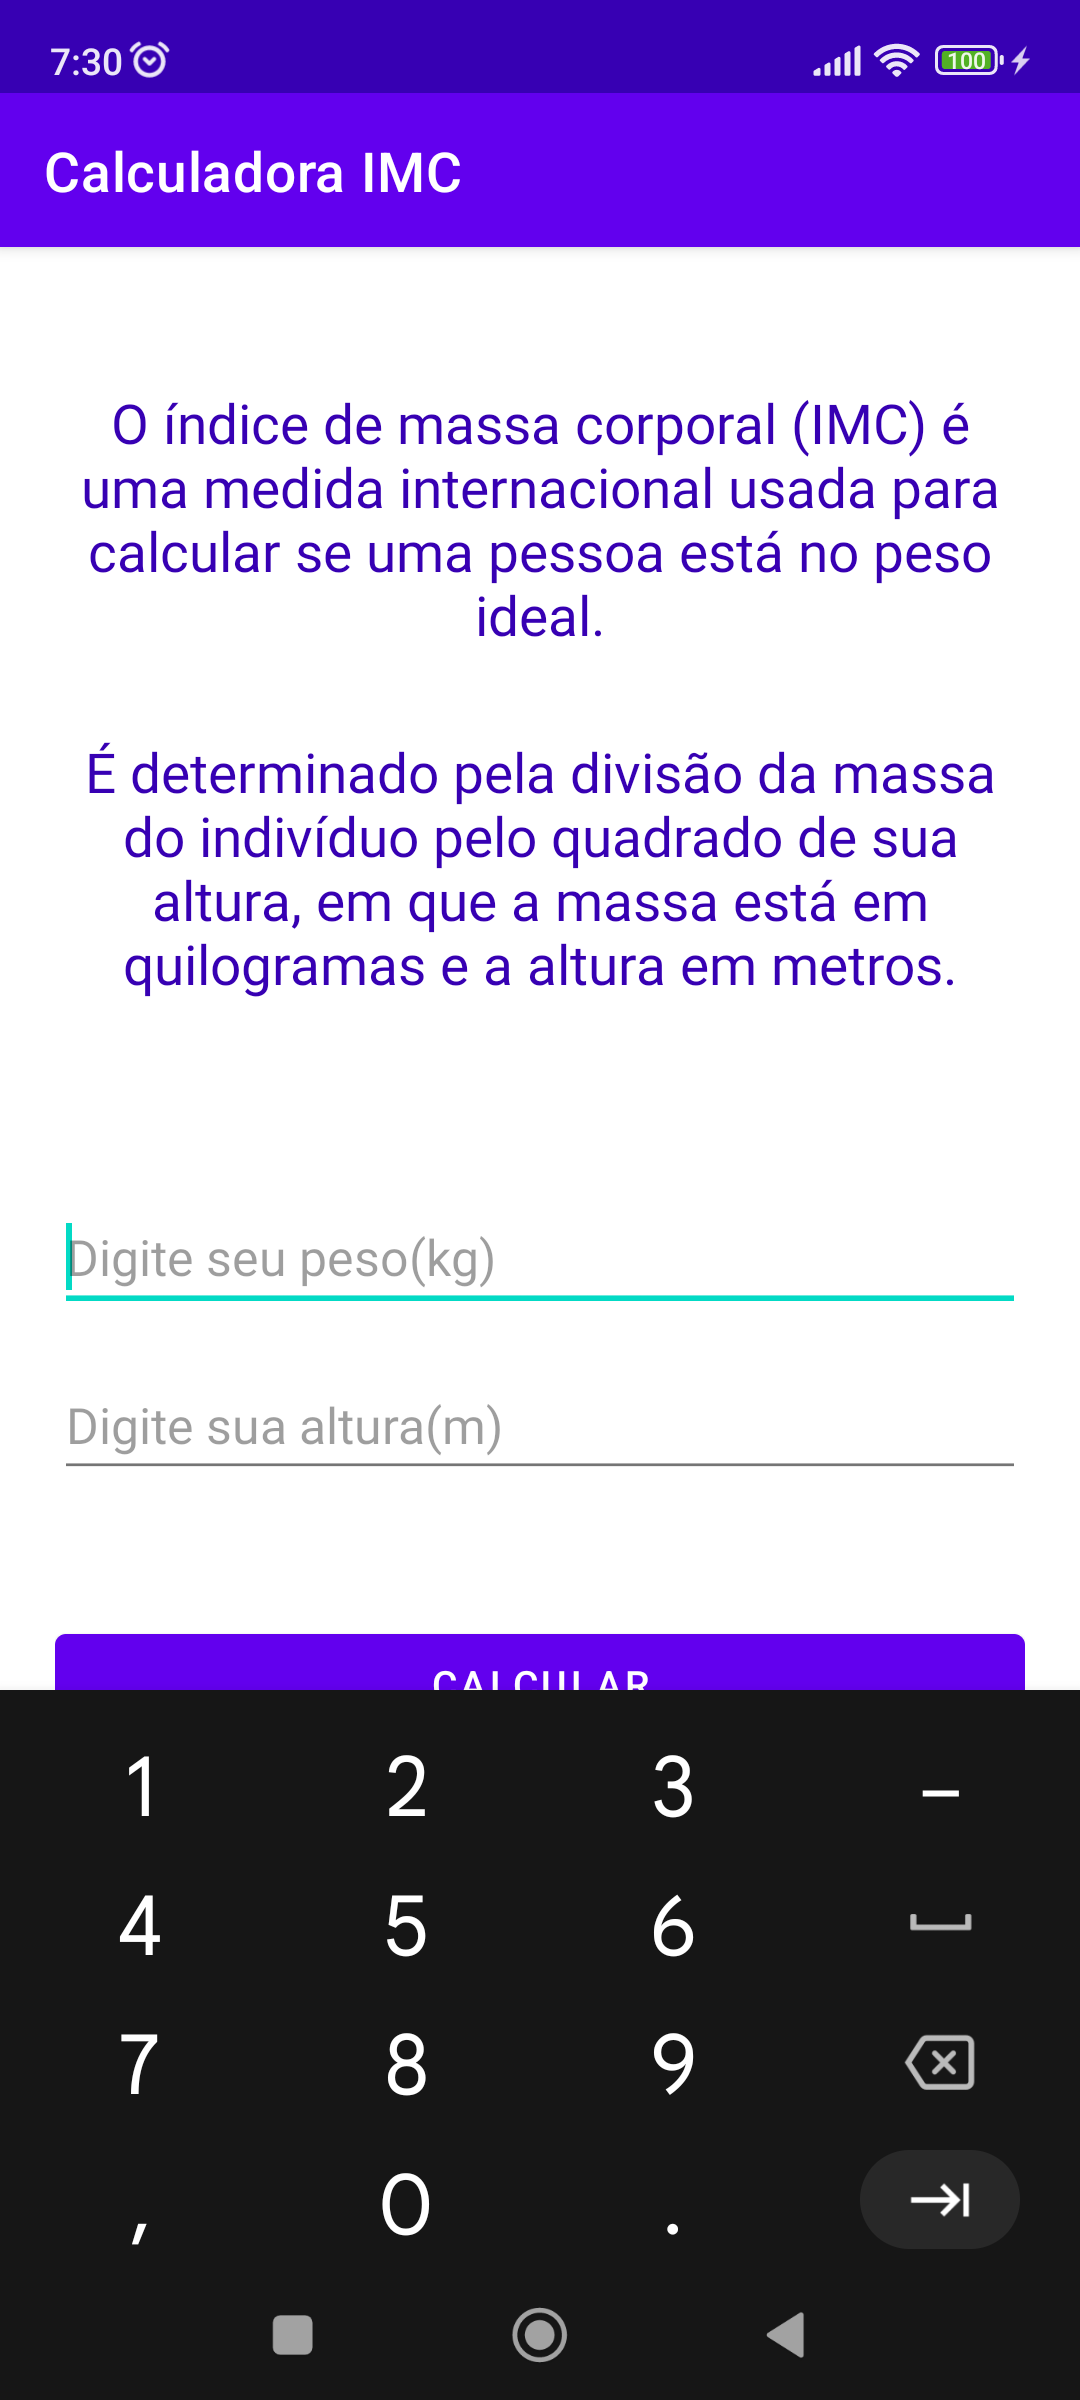 7:30
100
Calculadora IMC
O índice de massa corporal (IMC) é
uma medida internacional usada para
calcular se uma pessoa está no peso
ideal.
É determinado pela divisão da massa
do indivíduo pelo quadrado de sua
altura, em que a massa está em
quilogramas e a altura em metros.
Digite seu peso(kg)
Digite sua altura(m)
CALCULAR
1 2 3 –
4 5 6
7 8 9
, 0 .